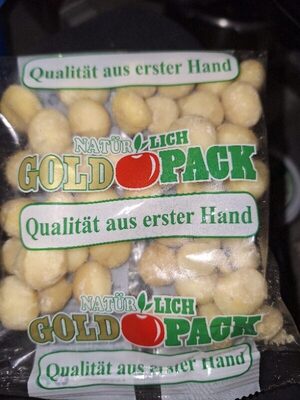 Qualität aus erster Hand
NATÜRLICH
GOLD PACK
Qualität aus erster Hand
NATÜRLICH
GOLD PACK
Qualität aus erster Hand